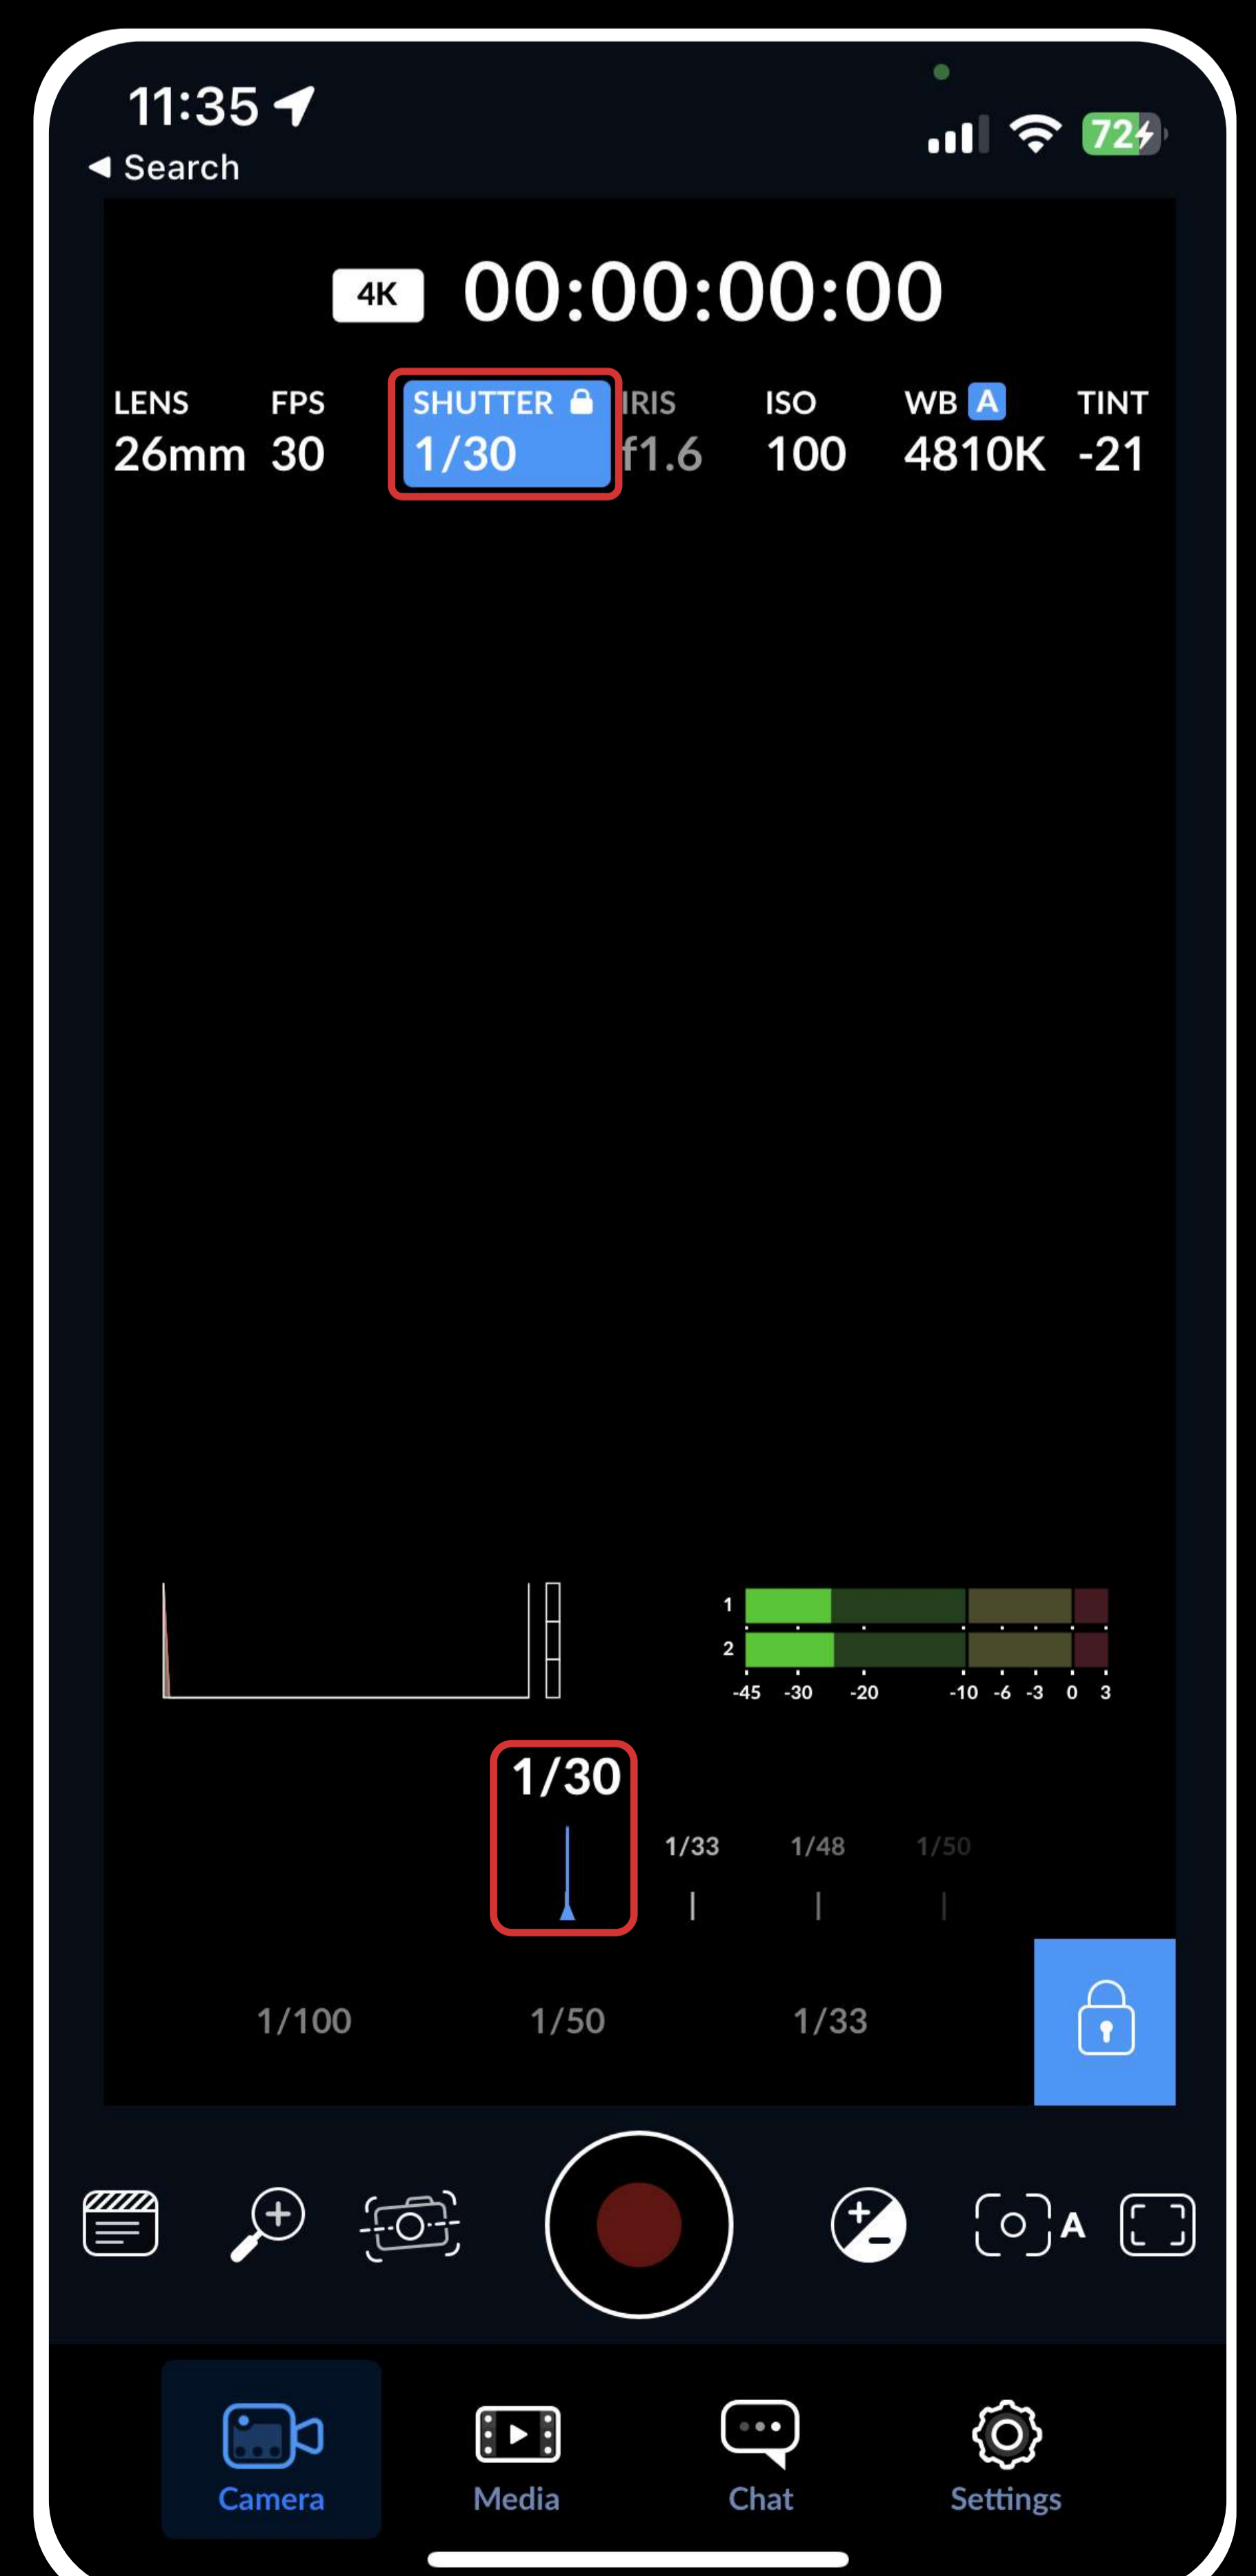 11:35
Search
72
4K 00:00:00:00
LENS FPS SHUTTER IRIS ISO WB A TINT
26mm 30 1/30 f1.6 100 4810K -21
1
2
-45 -30 -20 -10 -6 -3 0 3
1/30
1/33 1/48 1/50
1/100 1/50 1/33
A
Camera Media Chat Settings